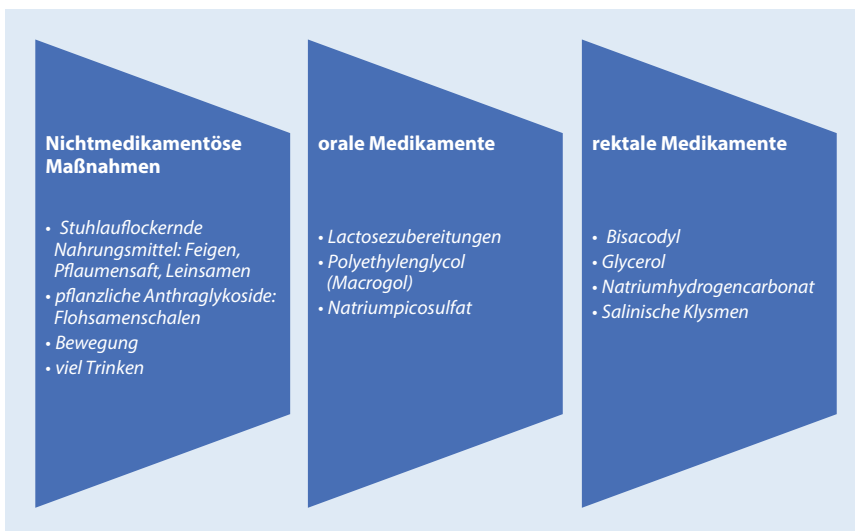 Nichtmedikamentöse
Maßnahmen
• Stuhlauflockernde
Nahrungsmittel: Feigen,
Pflaumensaft, Leinsamen
• pflanzliche Anthraglykoside:
Flohsamenschalen
• Bewegung
• viel Trinken
orale Medikamente
• Lactosezubereitungen
• Polyethylenglycol
(Macrogol)
• Natriumpicosulfat
rektale Medikamente
• Bisacodyl
• Glycerol
• Natriumhydrogencarbonat
• Salinische Klysmen